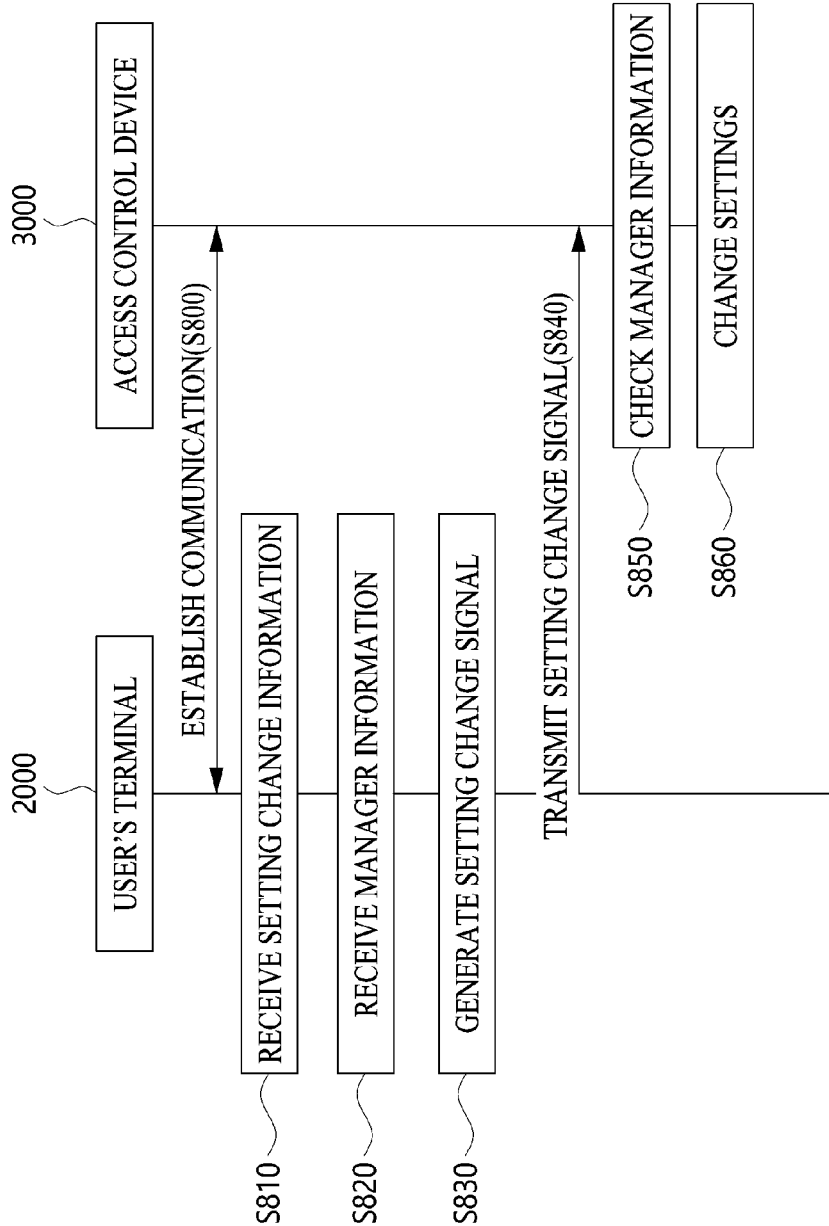 2000
3000
USER'S TERMINAL
ACCESS CONTROL DEVICE
ESTABLISH COMMUNICATION(S800)
S810
RECEIVE SETTING CHANGE INFORMATION
S820
RECEIVE MANAGER INFORMATION
S830
GENERATE SETTING CHANGE SIGNAL
TRANSMIT SETTING CHANGE SIGNAL(S840)
S850
CHECK MANAGER INFORMATION
S860
CHANGE SETTINGS